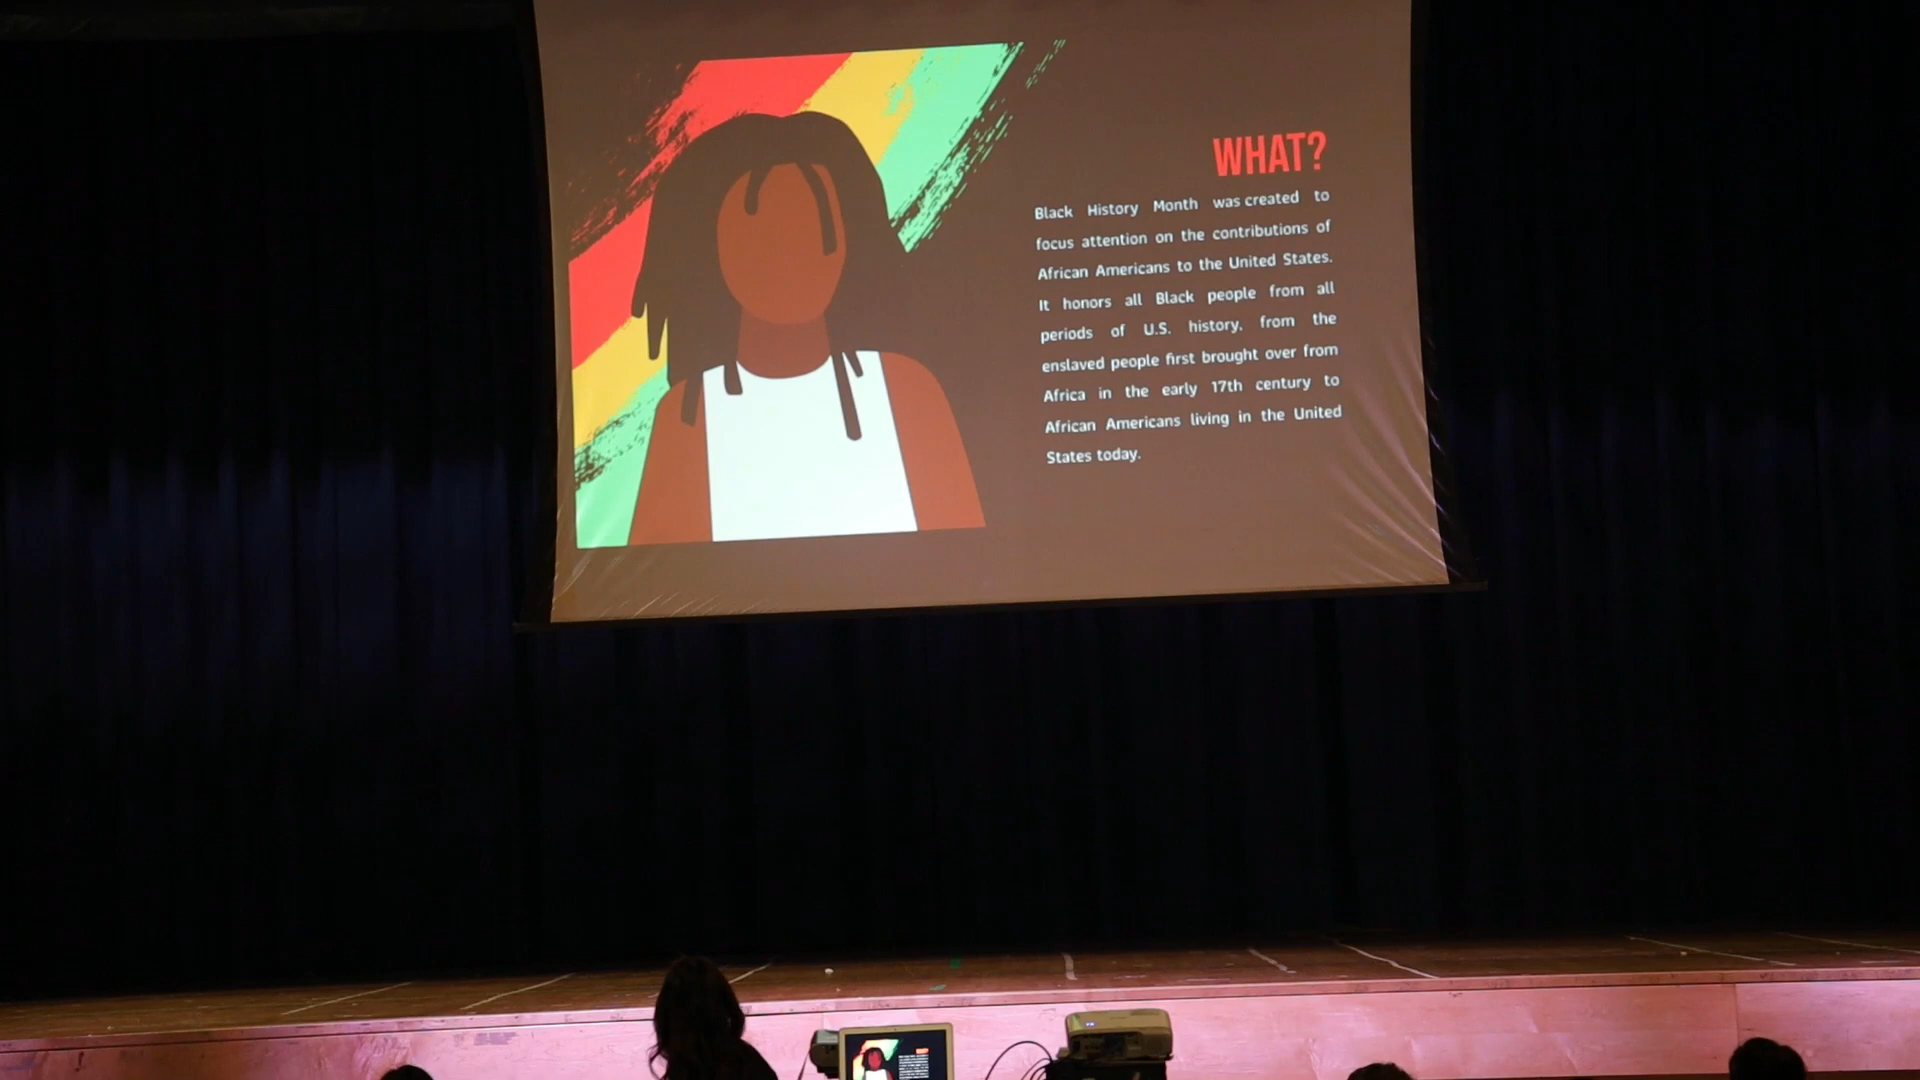 WHAT?
Black History Month was created to
focus attention on the contributions of
African Americans to the United States.
It honors all Black people from all
periods of U.S. history, from the
enslaved people first brought over from
Africa in the early 17th century to
African Americans living in the United
States today.